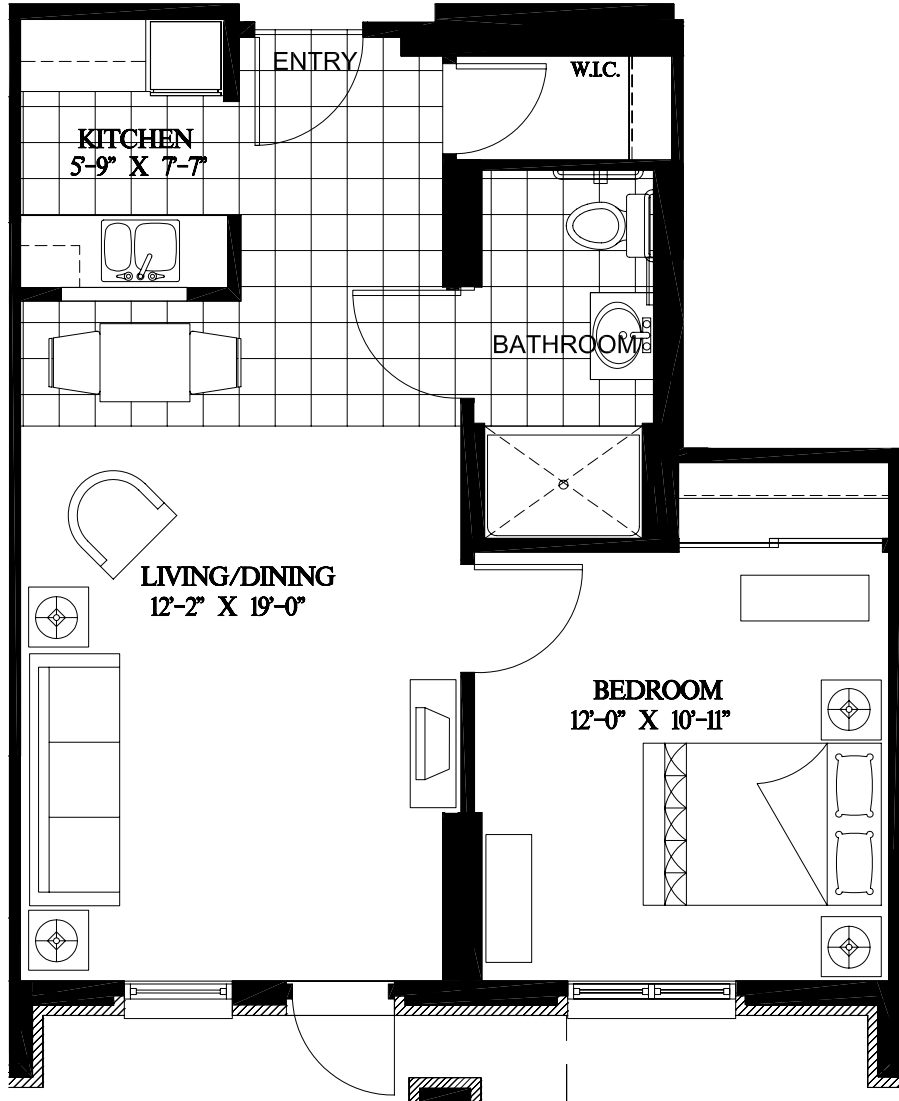 ENTRY
W.I.C.
KITCHEN
5'-9" X 7'-7"
BATHROOM
LIVING/DINING
12'-2" X 19'-0"
BEDROOM
12'-0" X 10'-11"